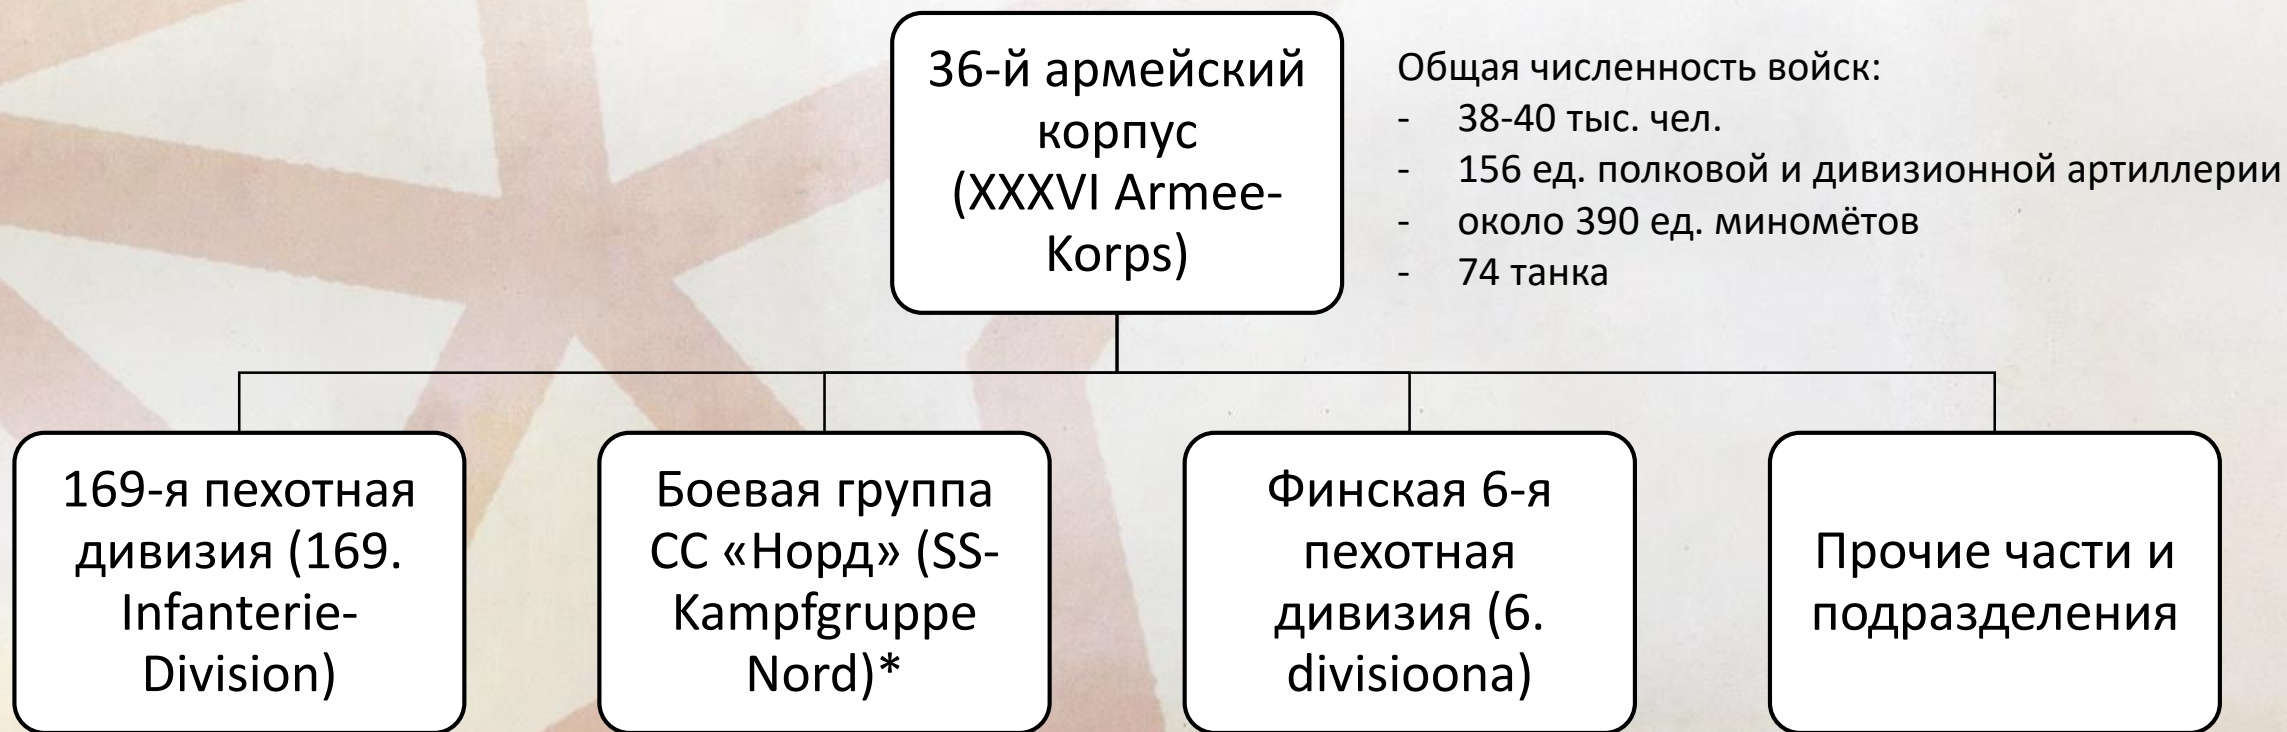 36-й армейский
корпус
(XXXVI Armee-
Korps)
Общая численность войск:
- 38-40 тыс. чел.
- 156 ед. полковой и дивизионной артиллерии
- около 390 ед. миномётов
- 74 танка
169-я пехотная
дивизия (169.
Infanterie-
Division)
Боевая группа
СС «Норд» (SS-
Kampfgruppe
Nord)*
Финская 6-я
пехотная
дивизия (6.
divisioona)
Прочие части и
подразделения